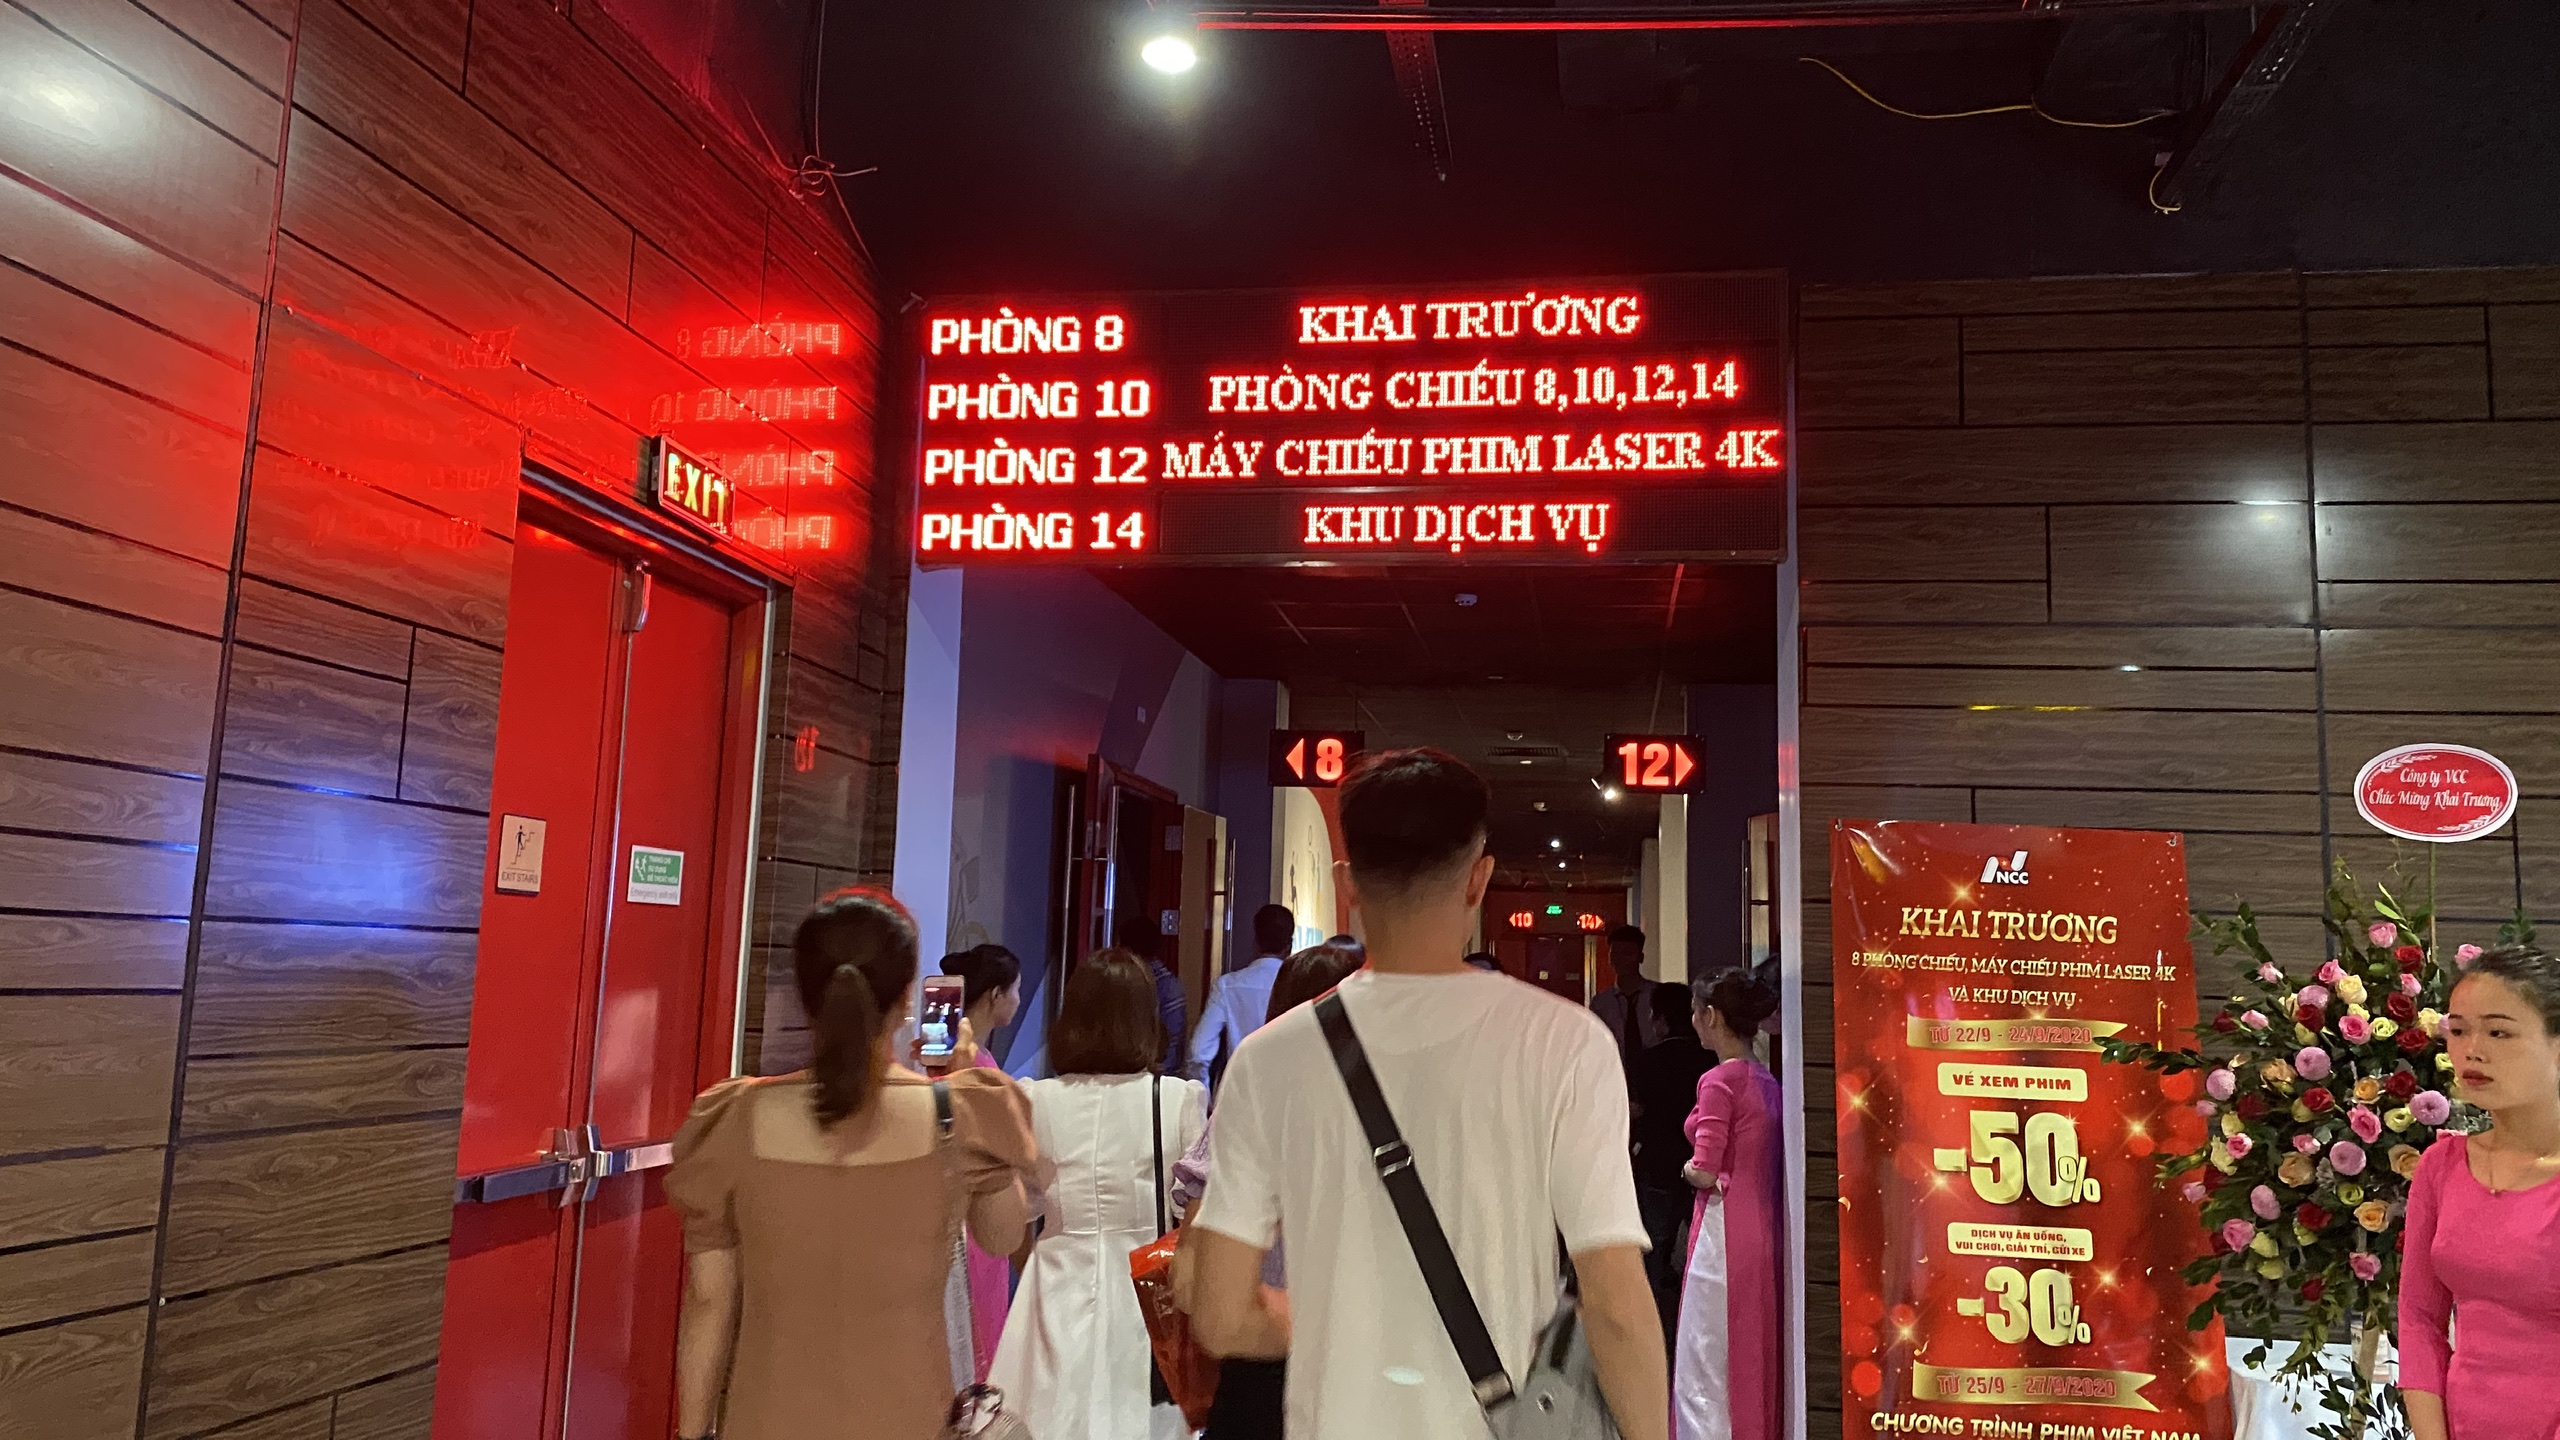 PHÒNG 8 KHAI TRƯƠNG
PHÒNG 10 PHÒNG CHIẾU 8,10,12,14
PHÒNG 12 MÁY CHIẾU PHIM LASER 4K
PHÒNG 14 KHU DỊCH VỤ
EXIT
8
12
10
14
EXIT STAIRS
Công ty VCC
Chúc Mừng Khai Trương
NCC
KHAI TRƯƠNG
8 PHÒNG CHIẾU, MÁY CHIẾU PHIM LASER 4K
VÀ KHU DỊCH VỤ
TỪ 22/9 - 24/9/2020
VÉ XEM PHIM
-50%
DỊCH VỤ ĂN UỐNG,
VUI CHƠI, GIẢI TRÍ, GỬI XE
-30%
TỪ 25/9 - 27/9/2020
CHƯƠNG TRÌNH PHIM VIỆT NAM